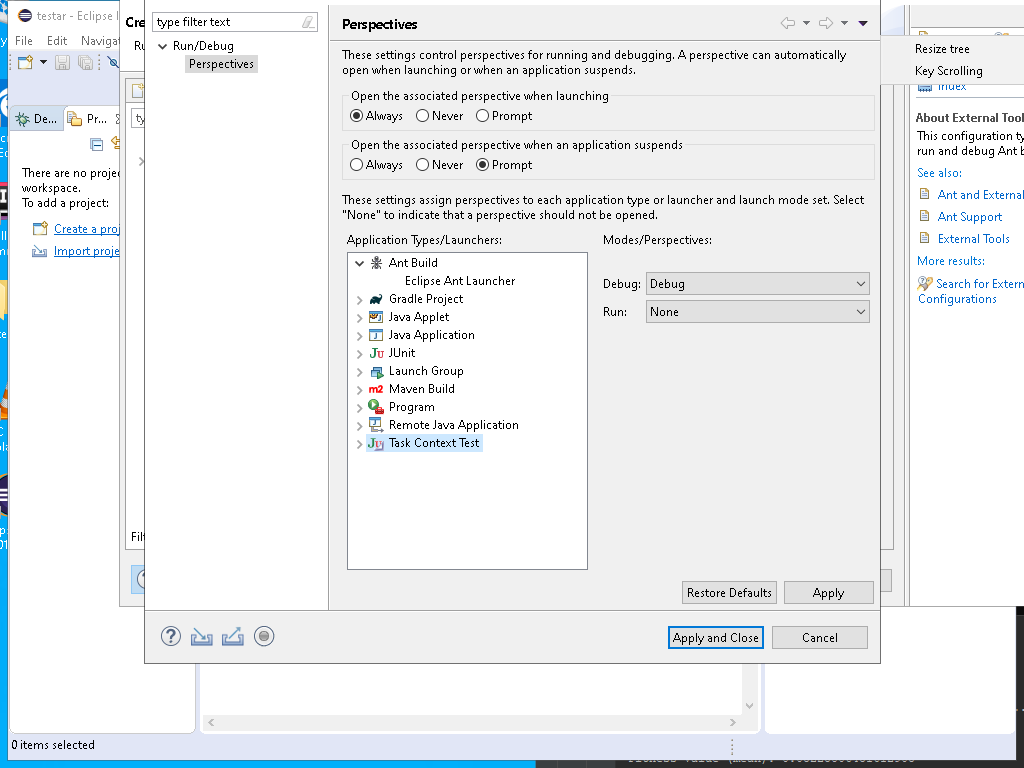 testar - Eclipse I
File Edit Navigat
De...
Pr...
There are no proje
workspace.
To add a project:
Create a proj
Import proje
0 items selected
Cre
Ru
ty
Filt
type filter text
Run/Debug
Perspectives
Perspectives
These settings control perspectives for running and debugging. A perspective can automatically
open when launching or when an application suspends.
Open the associated perspective when launching
Always Never Prompt
Open the associated perspective when an application suspends
Always Never Prompt
These settings assign perspectives to each application type or launcher and launch mode set. Select
"None" to indicate that a perspective should not be opened.
Application Types/Launchers:
Ant Build
Eclipse Ant Launcher
Gradle Project
Java Applet
Java Application
JUnit
Launch Group
Maven Build
Program
Remote Java Application
Task Context Test
Modes/Perspectives:
Debug: Debug
Run: None
Restore Defaults Apply
Apply and Close Cancel
Resize tree
Key Scrolling
Index
About External Tool
This configuration ty
run and debug Ant b
See also:
Ant and External
Ant Support
External Tools
More results:
Search for Extern
Configurations